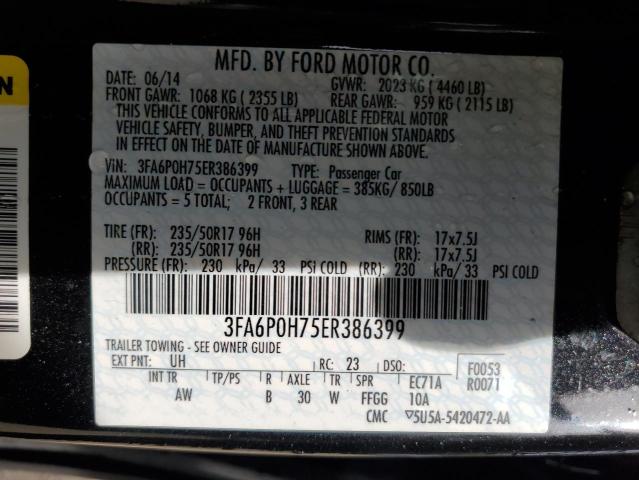 MFD. BY FORD MOTOR CO.
DATE: 06/14 GVWR: 2023 KG ( 4460 LB)
FRONT GAWR: 1068 KG ( 2355 LB) REAR GAWR: 959 KG ( 2115 LB)
THIS VEHICLE CONFORMS TO ALL APPLICABLE FEDERAL MOTOR
VEHICLE SAFETY, BUMPER, AND THEFT PREVENTION STANDARDS
IN EFFECT ON THE DATE OF MANUFACTURE SHOWN ABOVE.
VIN: 3FA6P0H75ER386399 TYPE: Passenger Car
MAXIMUM LOAD = OCCUPANTS + LUGGAGE = 385KG/ 850LB
OCCUPANTS = 5 TOTAL; 2 FRONT, 3 REAR
TIRE (FR): 235/50R17 96H RIMS (FR): 17x7.5J
(RR): 235/50R17 96H (RR): 17x7.5J
PRESSURE (FR): 230 kPa/ 33 PSI COLD (RR): 230 kPa/ 33 PSI COLD
3FA6P0H75ER386399
TRAILER TOWING - SEE OWNER GUIDE
EXT PNT: UH RC: 23 DSO: F0053
R0071
INT TR TP/PS R AXLE TR SPR EC71A
AW B 30 W FFGG 10A
CMC 5U5A-5420472-AA